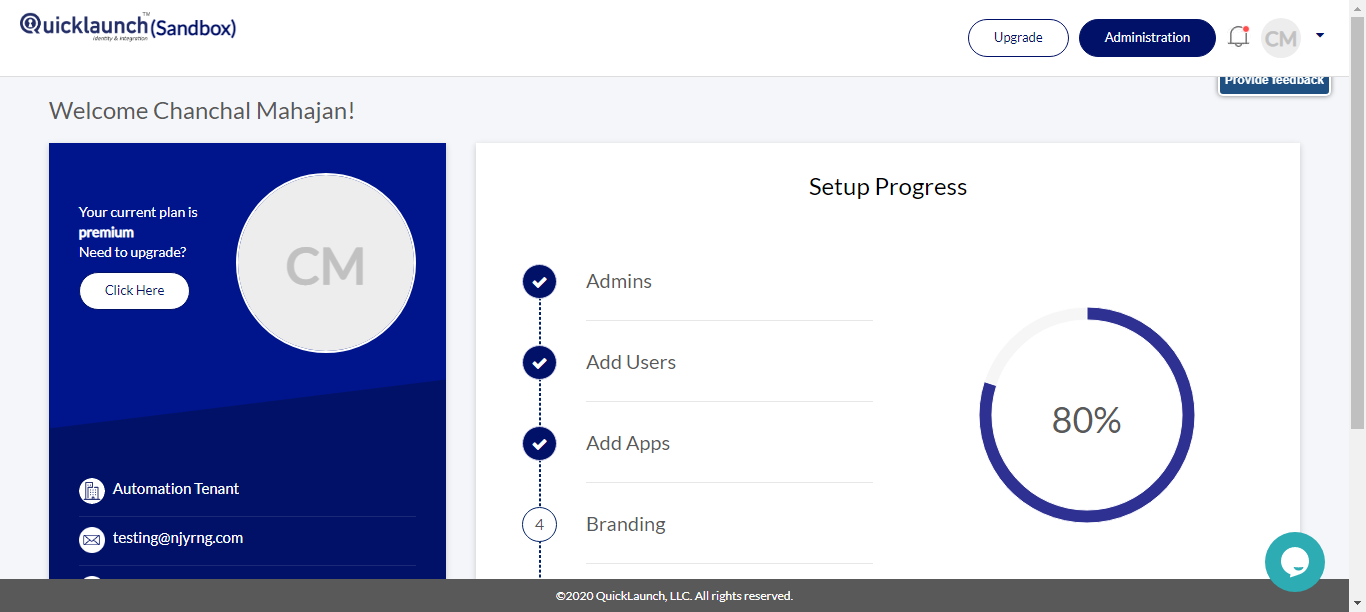 Quicklaunch™(Sandbox)
identity & integration
Upgrade
Administration
CM
Provide feedback
Welcome Chanchal Mahajan!
Your current plan is
premium
Need to upgrade?
Click Here
CM
Automation Tenant
testing@njyrng.com
Setup Progress
Admins
Add Users
Add Apps
4
Branding
80%
©2020 QuickLaunch, LLC. All rights reserved.